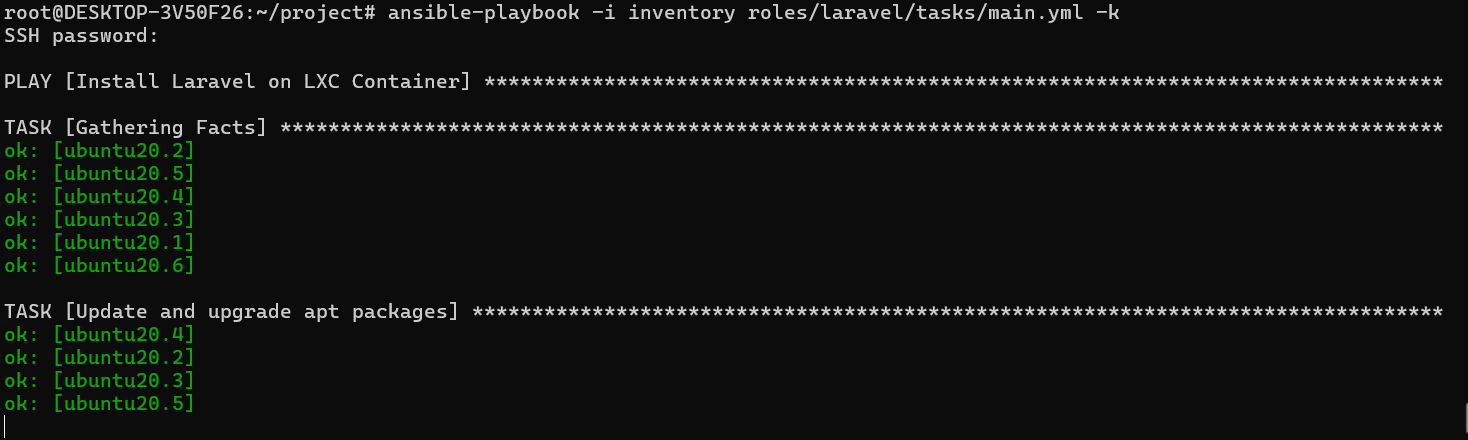 root@DESKTOP-3V50F26:~/project# ansible-playbook -i inventory roles/laravel/tasks/main.yml -k
SSH password:
PLAY [Install Laravel on LXC Container] ********************************************************************************
TASK [Gathering Facts] *************************************************************************************************
ok: [ubuntu20.2]
ok: [ubuntu20.5]
ok: [ubuntu20.4]
ok: [ubuntu20.3]
ok: [ubuntu20.1]
ok: [ubuntu20.6]
TASK [Update and upgrade apt packages] *********************************************************************************
ok: [ubuntu20.4]
ok: [ubuntu20.2]
ok: [ubuntu20.3]
ok: [ubuntu20.5]